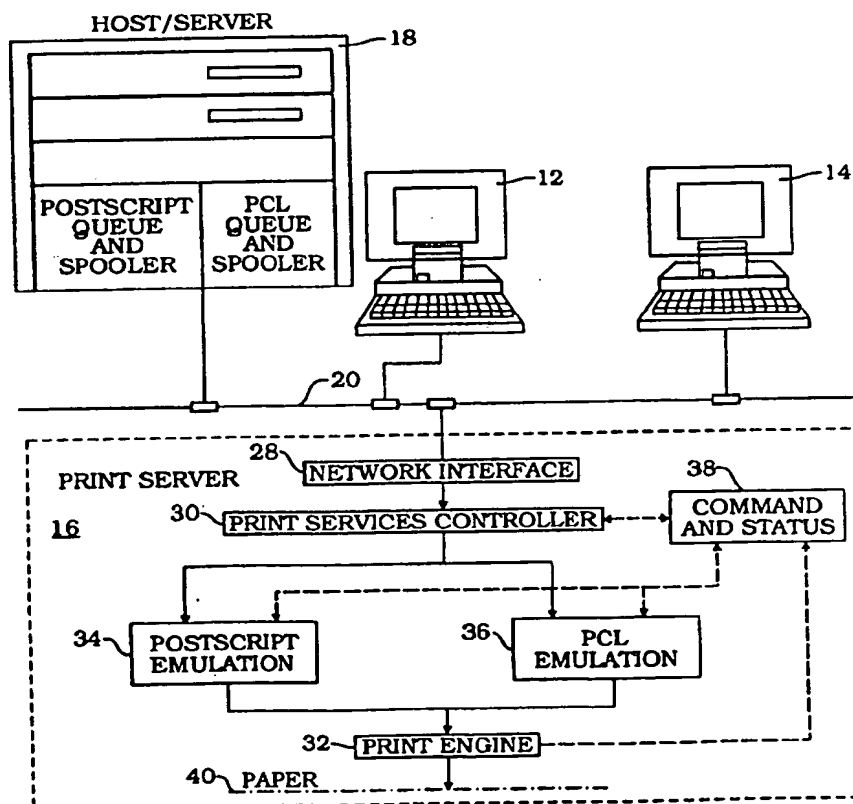 HOST/SERVER
18
POSTSCRIPT
QUEUE
AND
SPOOLER
PCL
QUEUE
AND
SPOOLER
12
14
20
PRINT SERVER
16
28
NETWORK INTERFACE
30
PRINT SERVICES CONTROLLER
38
COMMAND
AND STATUS
34
POSTSCRIPT
EMULATION
36
PCL
EMULATION
32
PRINT ENGINE
40
PAPER